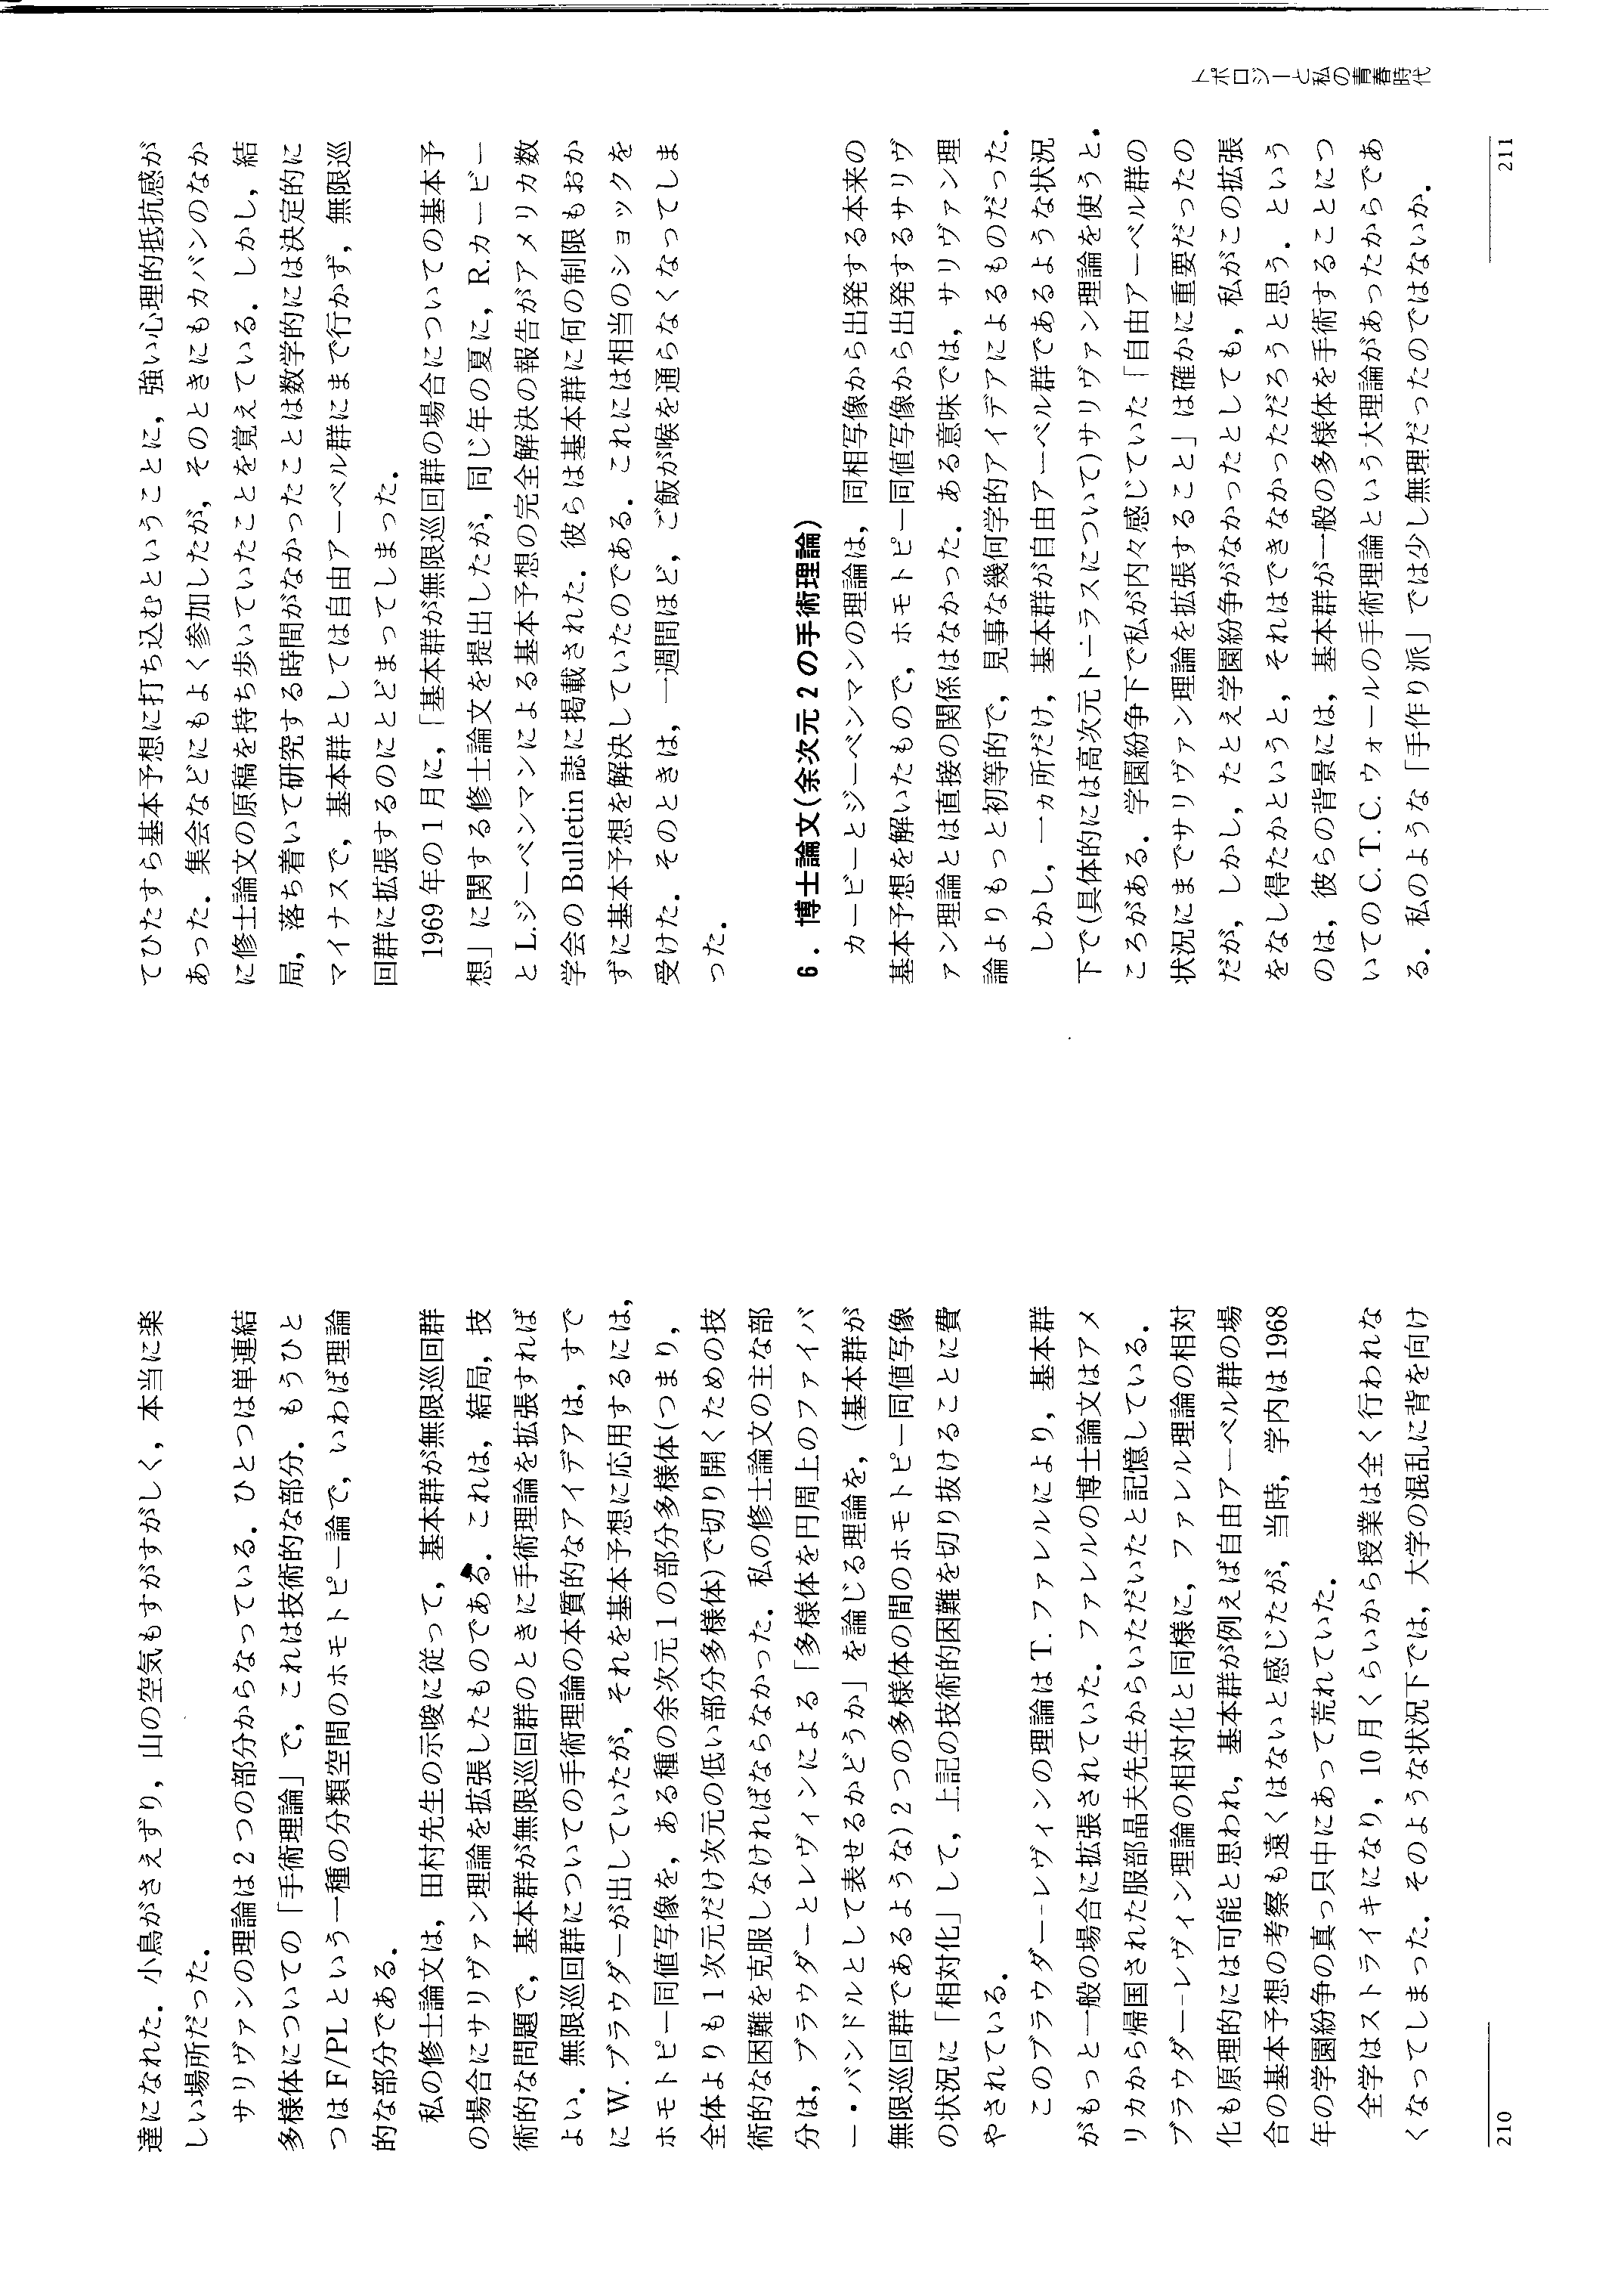 達になれた．小鳥がさえずり，山の空気もすがすがしく，本当に楽
しい場所だった．
サリヴァンの理論は2つの部分からなっている．ひとつは単連結
多様体についての「手術理論」で，これは技術的な部分．もうひと
つはF/PLという一種の分類空間のホモトピー論で，いわば理論
的な部分である．
私の修士論文は，田村先生の示唆に従って，基本群が無限巡回群
の場合にサリヴァン理論を拡張したものである．これは，結局，技
術的な問題で，基本群が無限巡回群のときに手術理論を拡張すれば
よい．無限巡回群についての手術理論の本質的なアイデアは，すで
にW．ブラウダーが出していたが，それを基本予想に応用するには，
ホモトピー同値写像を，ある種の余次元1の部分多様体(つまり，
全体よりも1次元だけ次元の低い部分多様体)で切り開くための技
術的な困難を克服しなければならなかった．私の修士論文の主な部
分は，ブラウダーとレヴィンによる「多様体を円周上のファイバ
ー・バンドルとして表せるかどうか」を論じる理論を，(基本群が
無限巡回群であるような)2つの多様体の間のホモトピー同値写像
の状況に「相対化」して，上記の技術的困難を切り抜けることに費
やされている．
このブラウダー-レヴィンの理論はT．ファレルにより，基本群
がもっと一般の場合に拡張されていた．ファレルの博士論文はアメ
リカから帰国された服部晶夫先生からいただいたと記憶している．
ブラウダー-レヴィン理論の相対化と同様に，ファレル理論の相対
化も原理的には可能と思われ，基本群が例えば自由アーベル群の場
合の基本予想の考察も遠くはないと感じたが，当時，学内は1968
年の学園紛争の真っ只中にあって荒れていた．
全学はストライキになり，10月くらいから授業は全く行われな
くなってしまった．そのような状況下では，大学の混乱に背を向け
210
トポロジーと私の青春時代
てひたすら基本予想に打ち込むということに，強い心理的抵抗感が
あった．集会などにもよく参加したが，そのときにもカバンのなか
に修士論文の原稿を持ち歩いていたことを覚えている．しかし，結
局，落ち着いて研究する時間がなかったことは数学的には決定的に
マイナスで，基本群としては自由アーベル群にまで行かず，無限巡
回群に拡張するのにとどまってしまった．
1969年の1月に，「基本群が無限巡回群の場合についての基本予
想」に関する修士論文を提出したが，同じ年の夏に，R.カービー
とL.ジーベンマンによる基本予想の完全解決の報告がアメリカ数
学会のBulletin誌に掲載された．彼らは基本群に何の制限もおか
ずに基本予想を解決していたのである．これには相当のショックを
受けた．そのときは，一週間ほど，ご飯が喉を通らなくなってしま
った．
6．博士論文(余次元2の手術理論)
カービーとジーベンマンの理論は，同相写像から出発する本来の
基本予想を解いたもので，ホモトピー同値写像から出発するサリヴ
ァン理論とは直接の関係はなかった．ある意味では，サリヴァン理
論よりもっと初等的で，見事な幾何学的アイデアによるものだった．
しかし，一ヵ所だけ，基本群が自由アーベル群であるような状況
下で(具体的には高次元トーラスについて)サリヴァン理論を使うと
ころがある．学園紛争下で私が内々感じていた「自由アーベル群の
状況にまでサリヴァン理論を拡張すること」は確かに重要だったの
だが，しかし，たとえ学園紛争がなかったとしても，私がこの拡張
をなし得たかというと，それはできなかっただろうと思う．という
のは，彼らの背景には，基本群が一般の多様体を手術することにつ
いてのC.T.C.ウォールの手術理論という大理論があったからであ
る．私のような「手作り派」では少し無理だったのではないか．
211